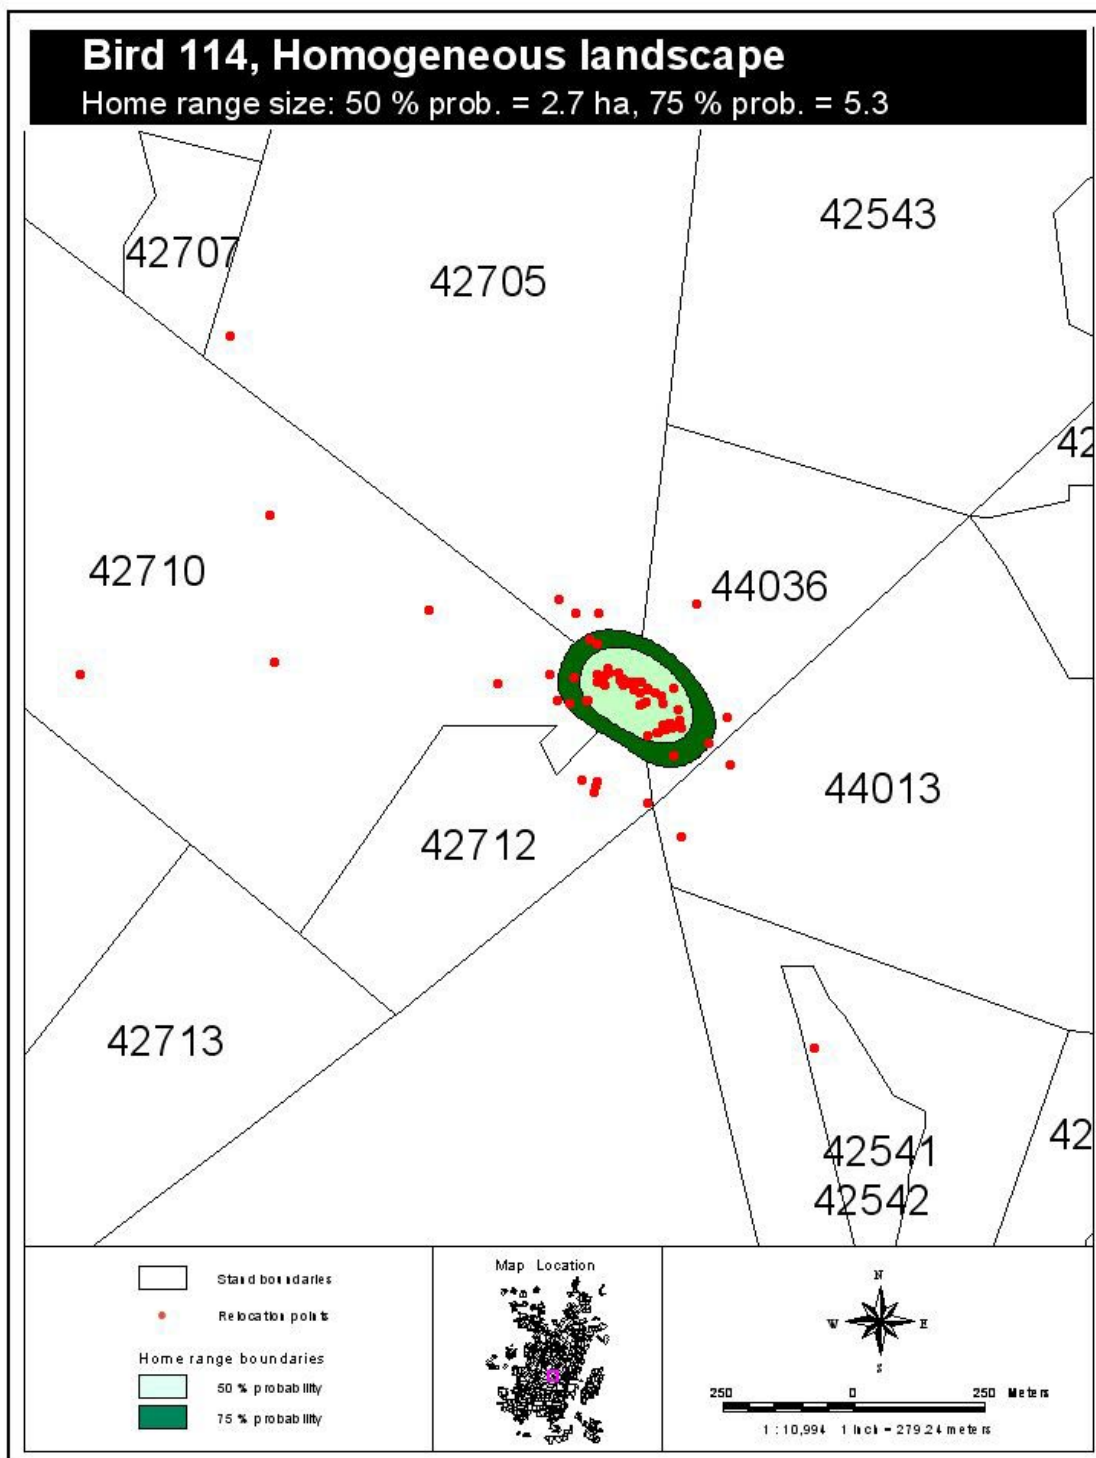 Bird 114, Homogeneous landscape
Home range size: 50 % prob. = 2.7 ha, 75 % prob. = 5.3
42543
42707
42705
42
42710
44036
44013
42712
42713
42541
42
42542
Stand boundaries
Relocation points
Home range boundaries
50 % probability
75 % probability
Map Location
N
W
E
S
250 0 250 Meters
1 : 10,994 1 Inch = 279.24 meters